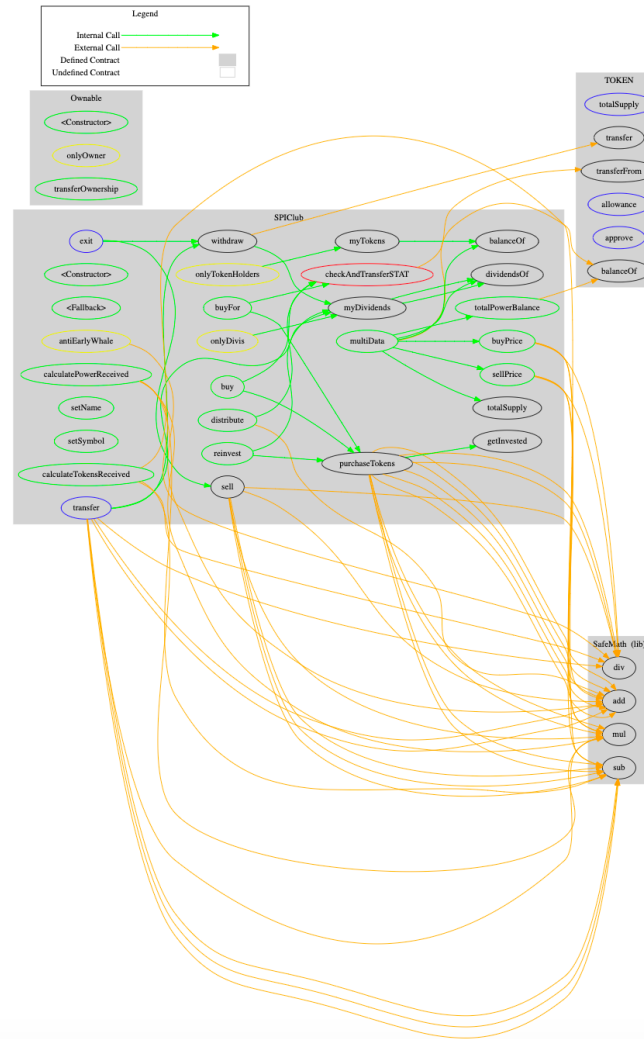 Legend
Internal Call
External Call
Defined Contract
Undefined Contract
Ownable
<Constructor>
onlyOwner
transferOwnership
TOKEN
totalSupply
transfer
transferFrom
allowance
approve
balanceOf
SPIClub
exit
<Constructor>
<Fallback>
antiEarlyWhale
calculatePowerReceived
setName
setSymbol
calculateTokensReceived
transfer
withdraw
onlyTokenHolders
buyFor
onlyDivis
buy
distribute
reinvest
sell
myTokens
checkAndTransferSTAT
myDividends
multiData
purchaseTokens
balanceOf
dividendsOf
totalPowerBalance
buyPrice
sellPrice
totalSupply
getInvested
SafeMath (lib)
div
add
mul
sub